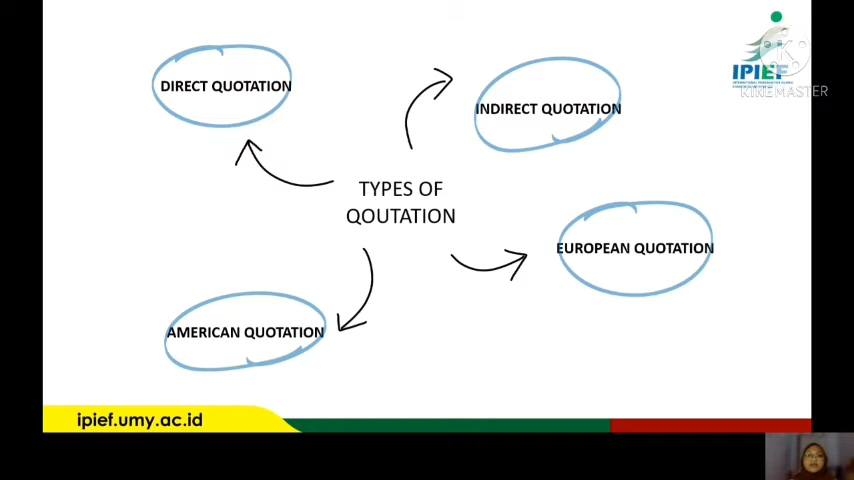 DIRECT QUOTATION
INDIRECT QUOTATION
TYPES OF
QOUTATION
EUROPEAN QUOTATION
AMERICAN QUOTATION
IPIEF
KINEMASTER
ipief.umy.ac.id